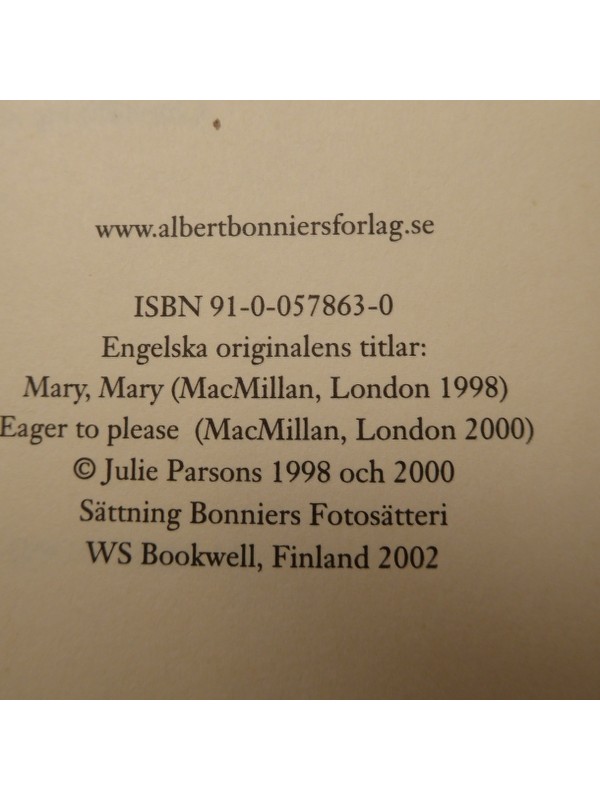 www.albertbonniersforlag.se
ISBN 91-0-057863-0
Engelska originalens titlar:
Mary, Mary (MacMillan, London 1998)
Eager to please (MacMillan, London 2000)
© Julie Parsons 1998 och 2000
Sättning Bonniers Fotosätteri
WS Bookwell, Finland 2002